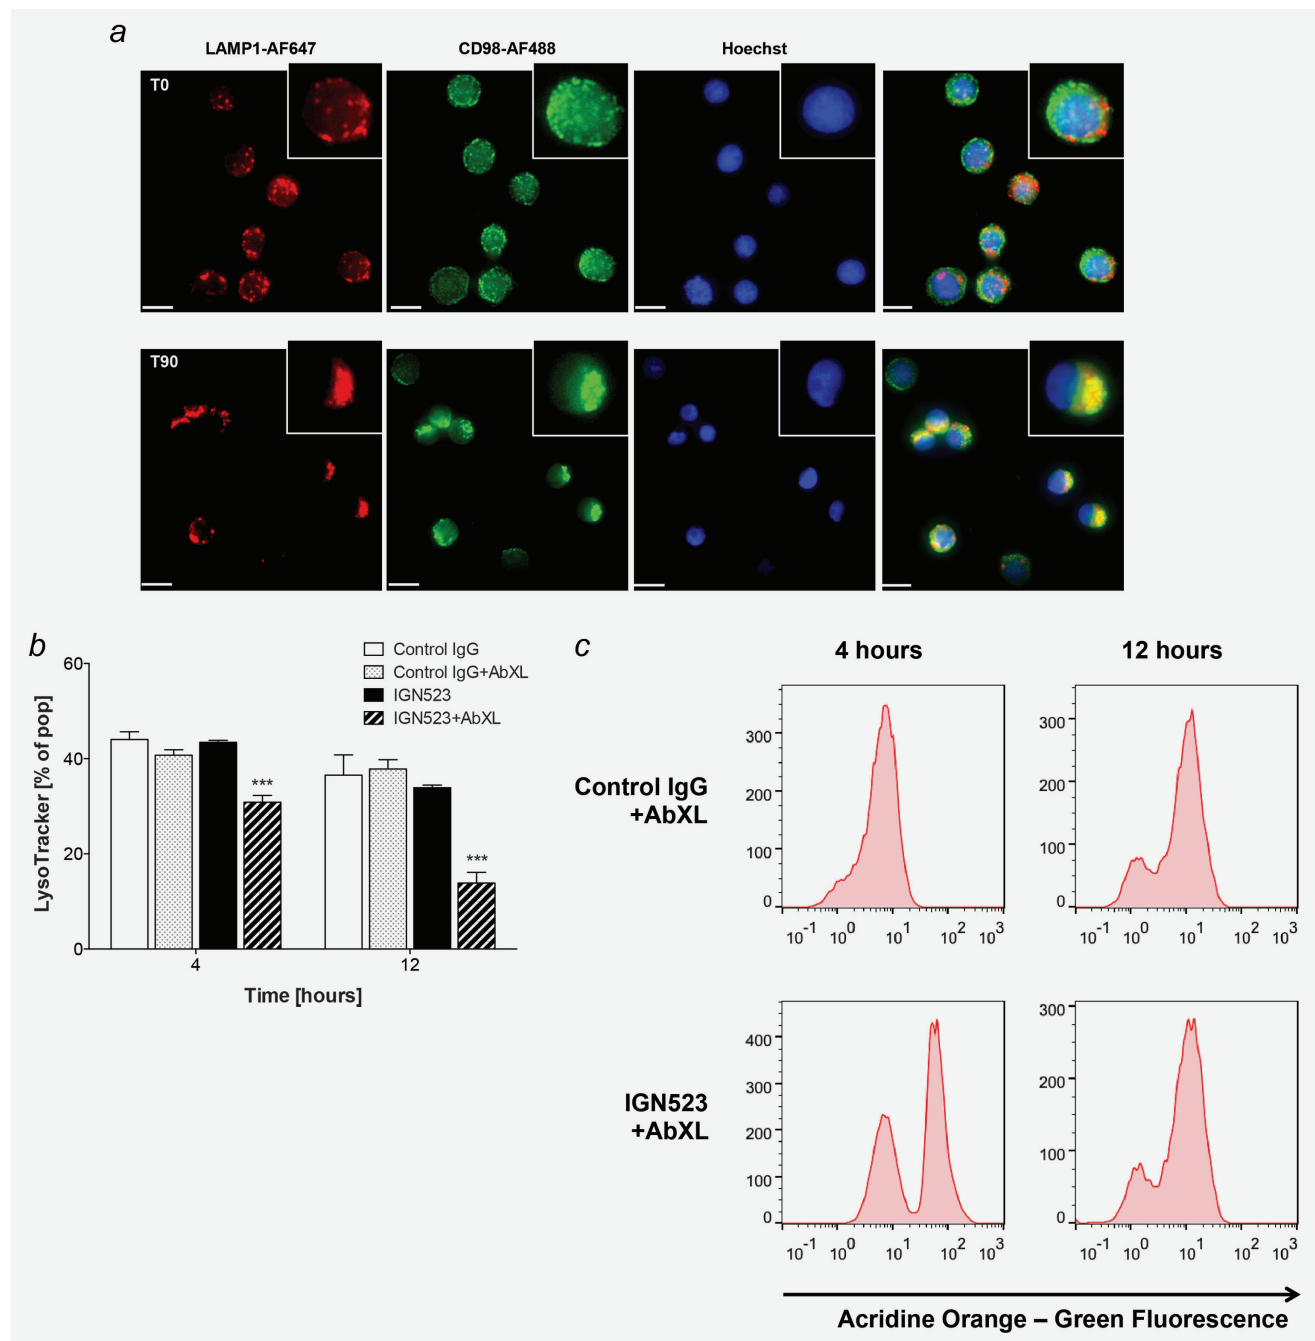 a
LAMP1-AF647 CD98-AF488 Hoechst
T0
T90
b
Control IgG
Control IgG+AbXL
IGN523
IGN523+AbXL
LysoTracker [% of pop]
60
40
20
0
***
***
4 12
Time [hours]
c
4 hours 12 hours
Control IgG
+AbXL
300
200
100
0
10-1 100 101 102 103
300
200
100
0
10-1 100 101 102 103
IGN523
+AbXL
400
300
200
100
0
10-1 100 101 102 103
300
200
100
0
10-1 100 101 102 103
Acridine Orange – Green Fluorescence